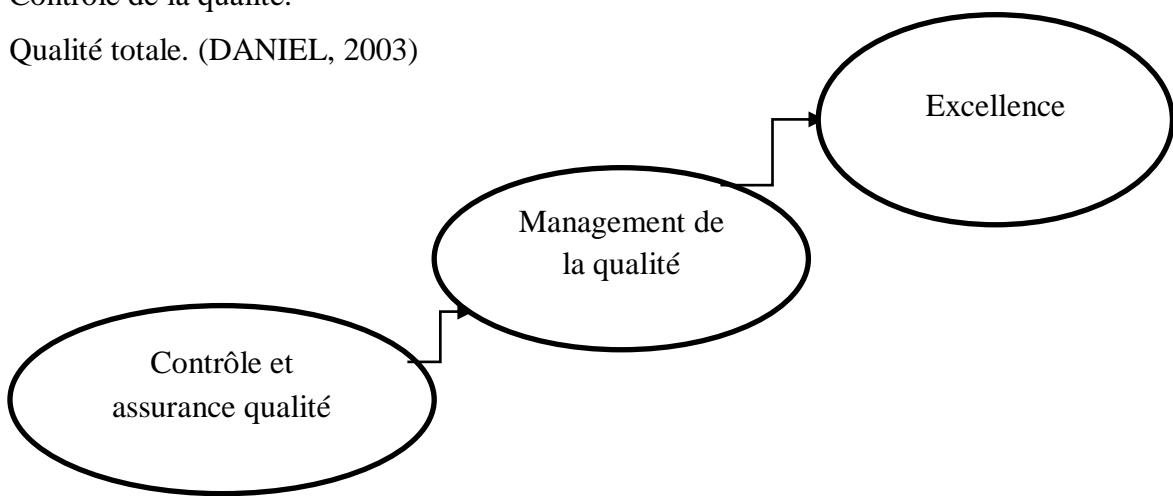 Contrôle de la qualité.
Qualité totale. (DANIEL, 2003)
Excellence
Management de
la qualité
Contrôle et
assurance qualité